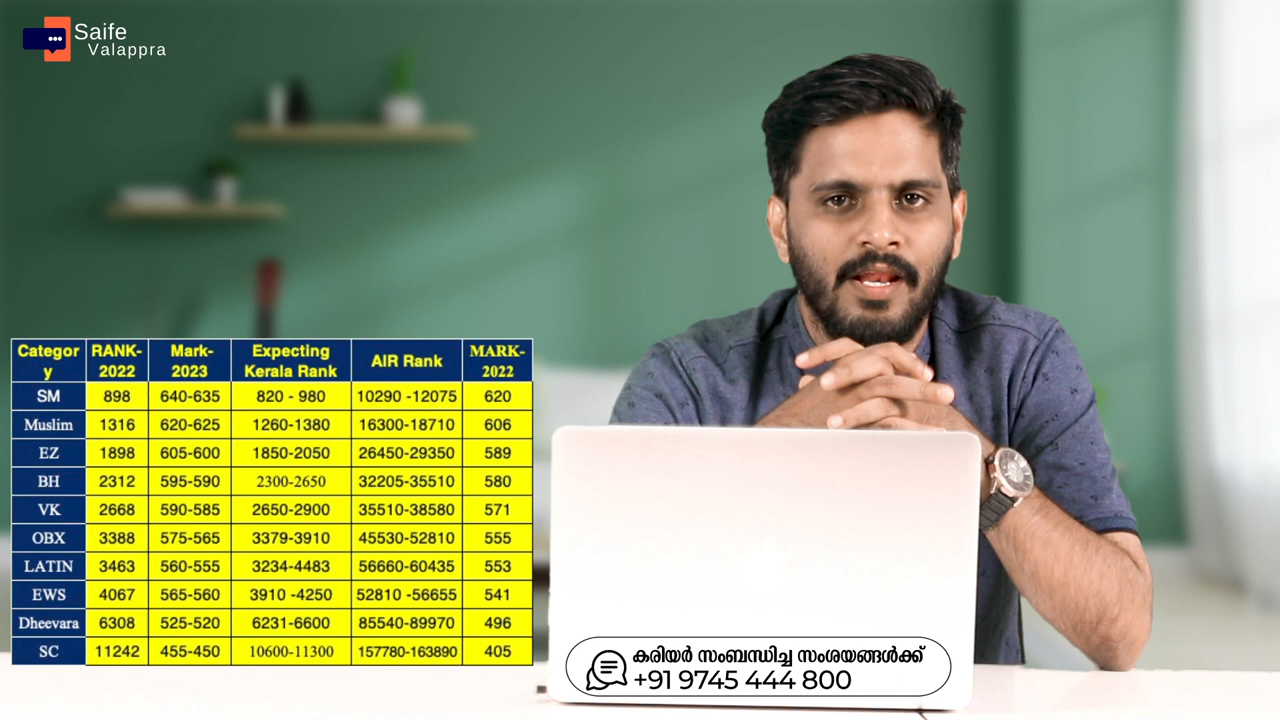 Saife
Valappra
Categor
y RANK-
2022 Mark-
2023 Expecting
Kerala Rank AIR Rank MARK-
2022
SM 898 640-635 820 - 980 10290 -12075 620
Muslim 1316 620-625 1260-1380 16300-18710 606
EZ 1898 605-600 1850-2050 26450-29350 589
BH 2312 595-590 2300-2650 32205-35510 580
VK 2668 590-585 2650-2900 35510-38580 571
OBX 3388 575-565 3379-3910 45530-52810 555
LATIN 3463 560-555 3234-4483 56660-60435 553
EWS 4067 565-560 3910 -4250 52810 -56655 541
Dheevara 6308 525-520 6231-6600 85540-89970 496
SC 11242 455-450 10600-11300 157780-163890 405
കരിയർ സംബന്ധിച്ച സംശയങ്ങൾക്ക്
+91 9745 444 800